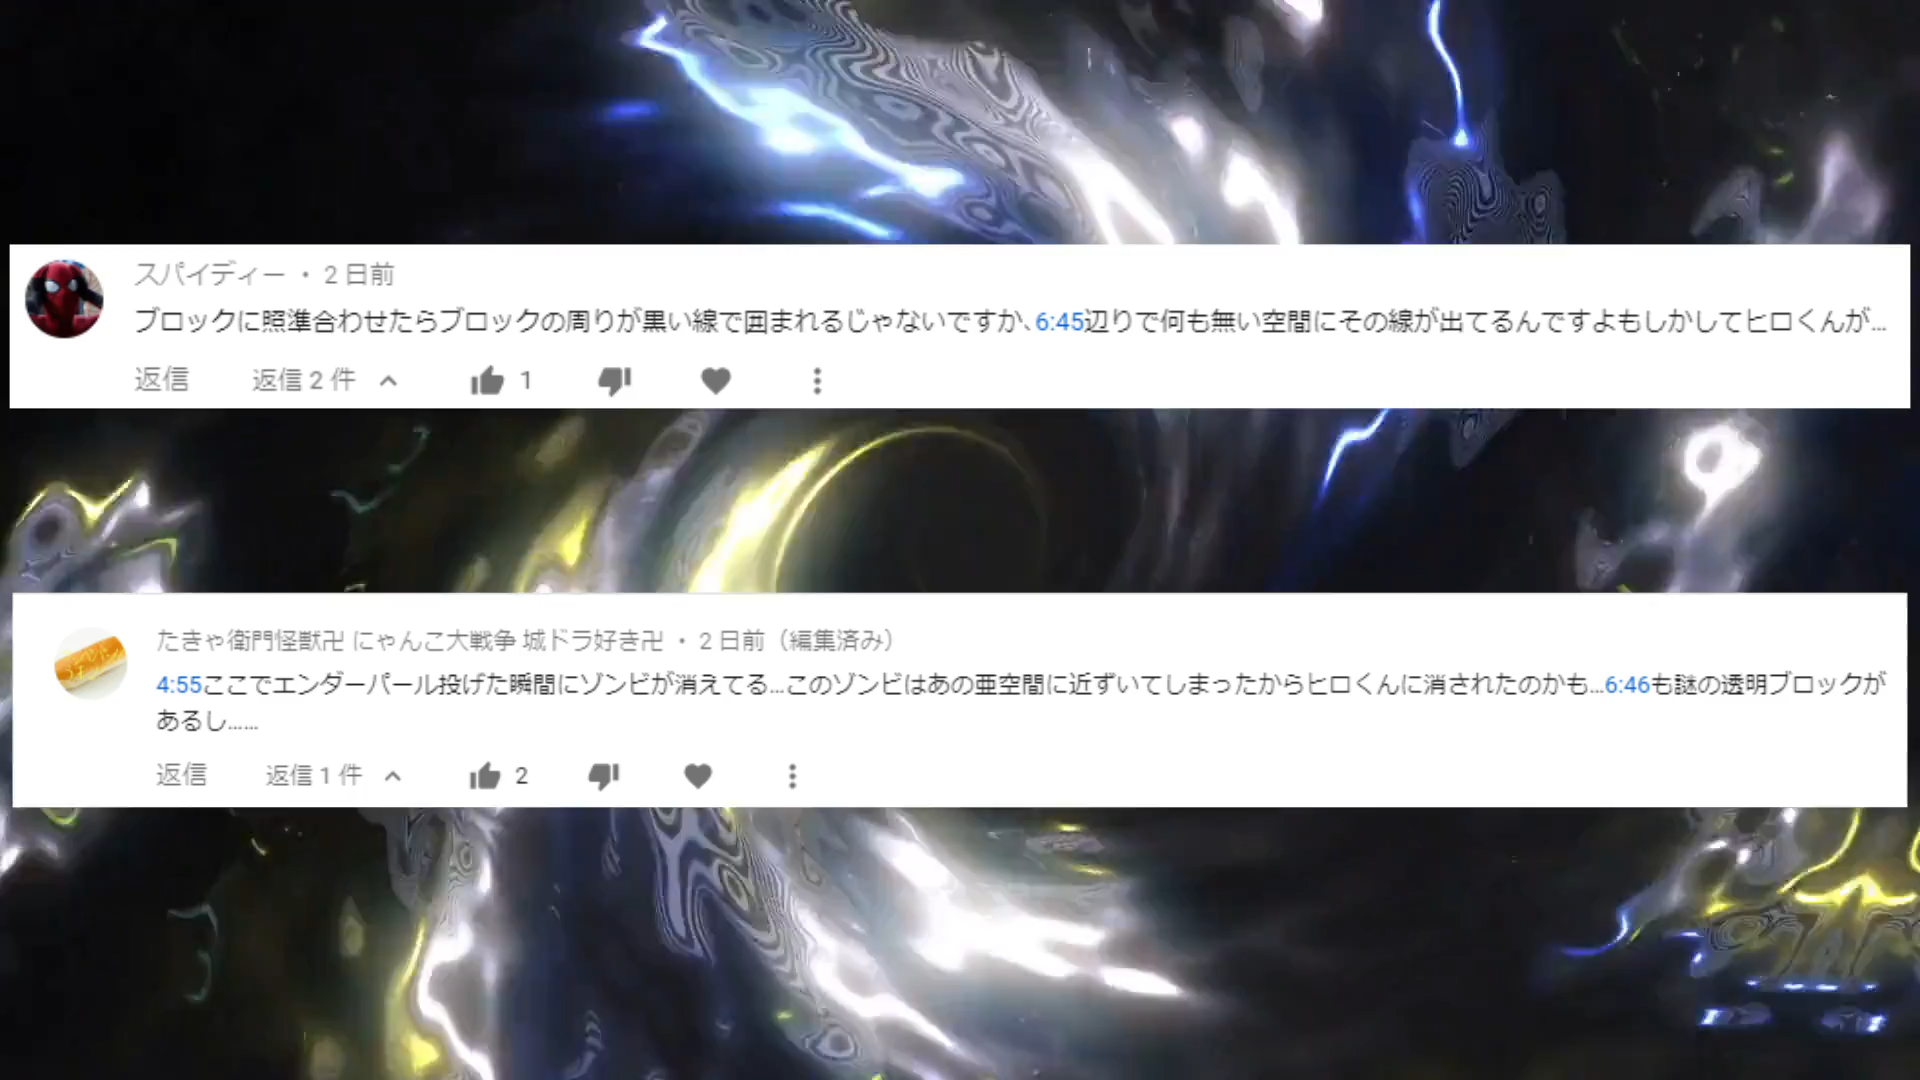 スパイディー ・ 2 日前
ブロックに照準合わせたらブロックの周りが黒い線で囲まれるじゃないですか、6:45辺りで何も無い空間にその線が出てるんですよもしかしてヒロくんが...
返信 返信 2 件 1
たきゃ衛門怪獣卍 にゃんこ大戦争 城ドラ好き卍 ・ 2 日前（編集済み）
4:55ここでエンダーパール投げた瞬間にゾンビが消えてる...このゾンビはあの亜空間に近ずいてしまったからヒロくんに消されたのかも...6:46も謎の透明ブロックが
あるし......
返信 返信 1 件 2